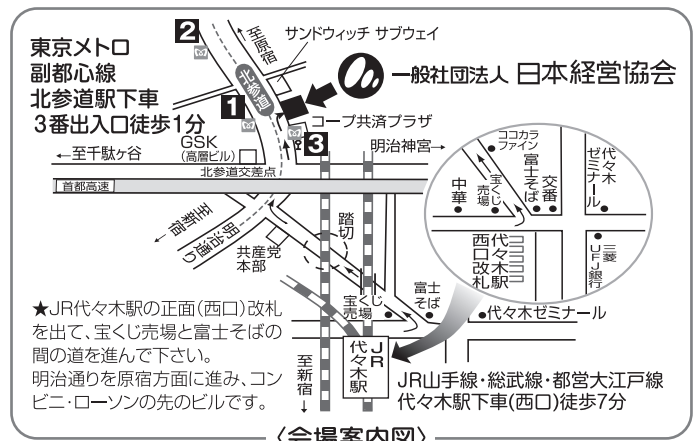 東京メトロ
副都心線
北参道駅下車
3番出入口徒歩1分
2
至原宿
サンドウィッチ サブウェイ
北参道
一般社団法人 日本経営協会
1
3
コープ共済プラザ
GSK
(高層ビル)
←至千駄ヶ谷
北参道交差点
明治神宮→
首都高速
至新宿
明治通り
踏切
共産党
本部
宝くじ
売場
富士
そば
代々木ゼミナール
JR
代々木駅
至新宿
ココカラ
ファイン
中華
宝くじ
売場
富士そば
交番
代々木
ゼミナール
代々木駅
西口改札
三菱
UFJ銀行
★JR代々木駅の正面(西口)改札
を出て、宝くじ売場と富士そばの
間の道を進んで下さい。
明治通りを原宿方面に進み、コン
ビニ・ローソンの先のビルです。
JR山手線・総武線・都営大江戸線
代々木駅下車(西口)徒歩7分
〈会場案内図〉